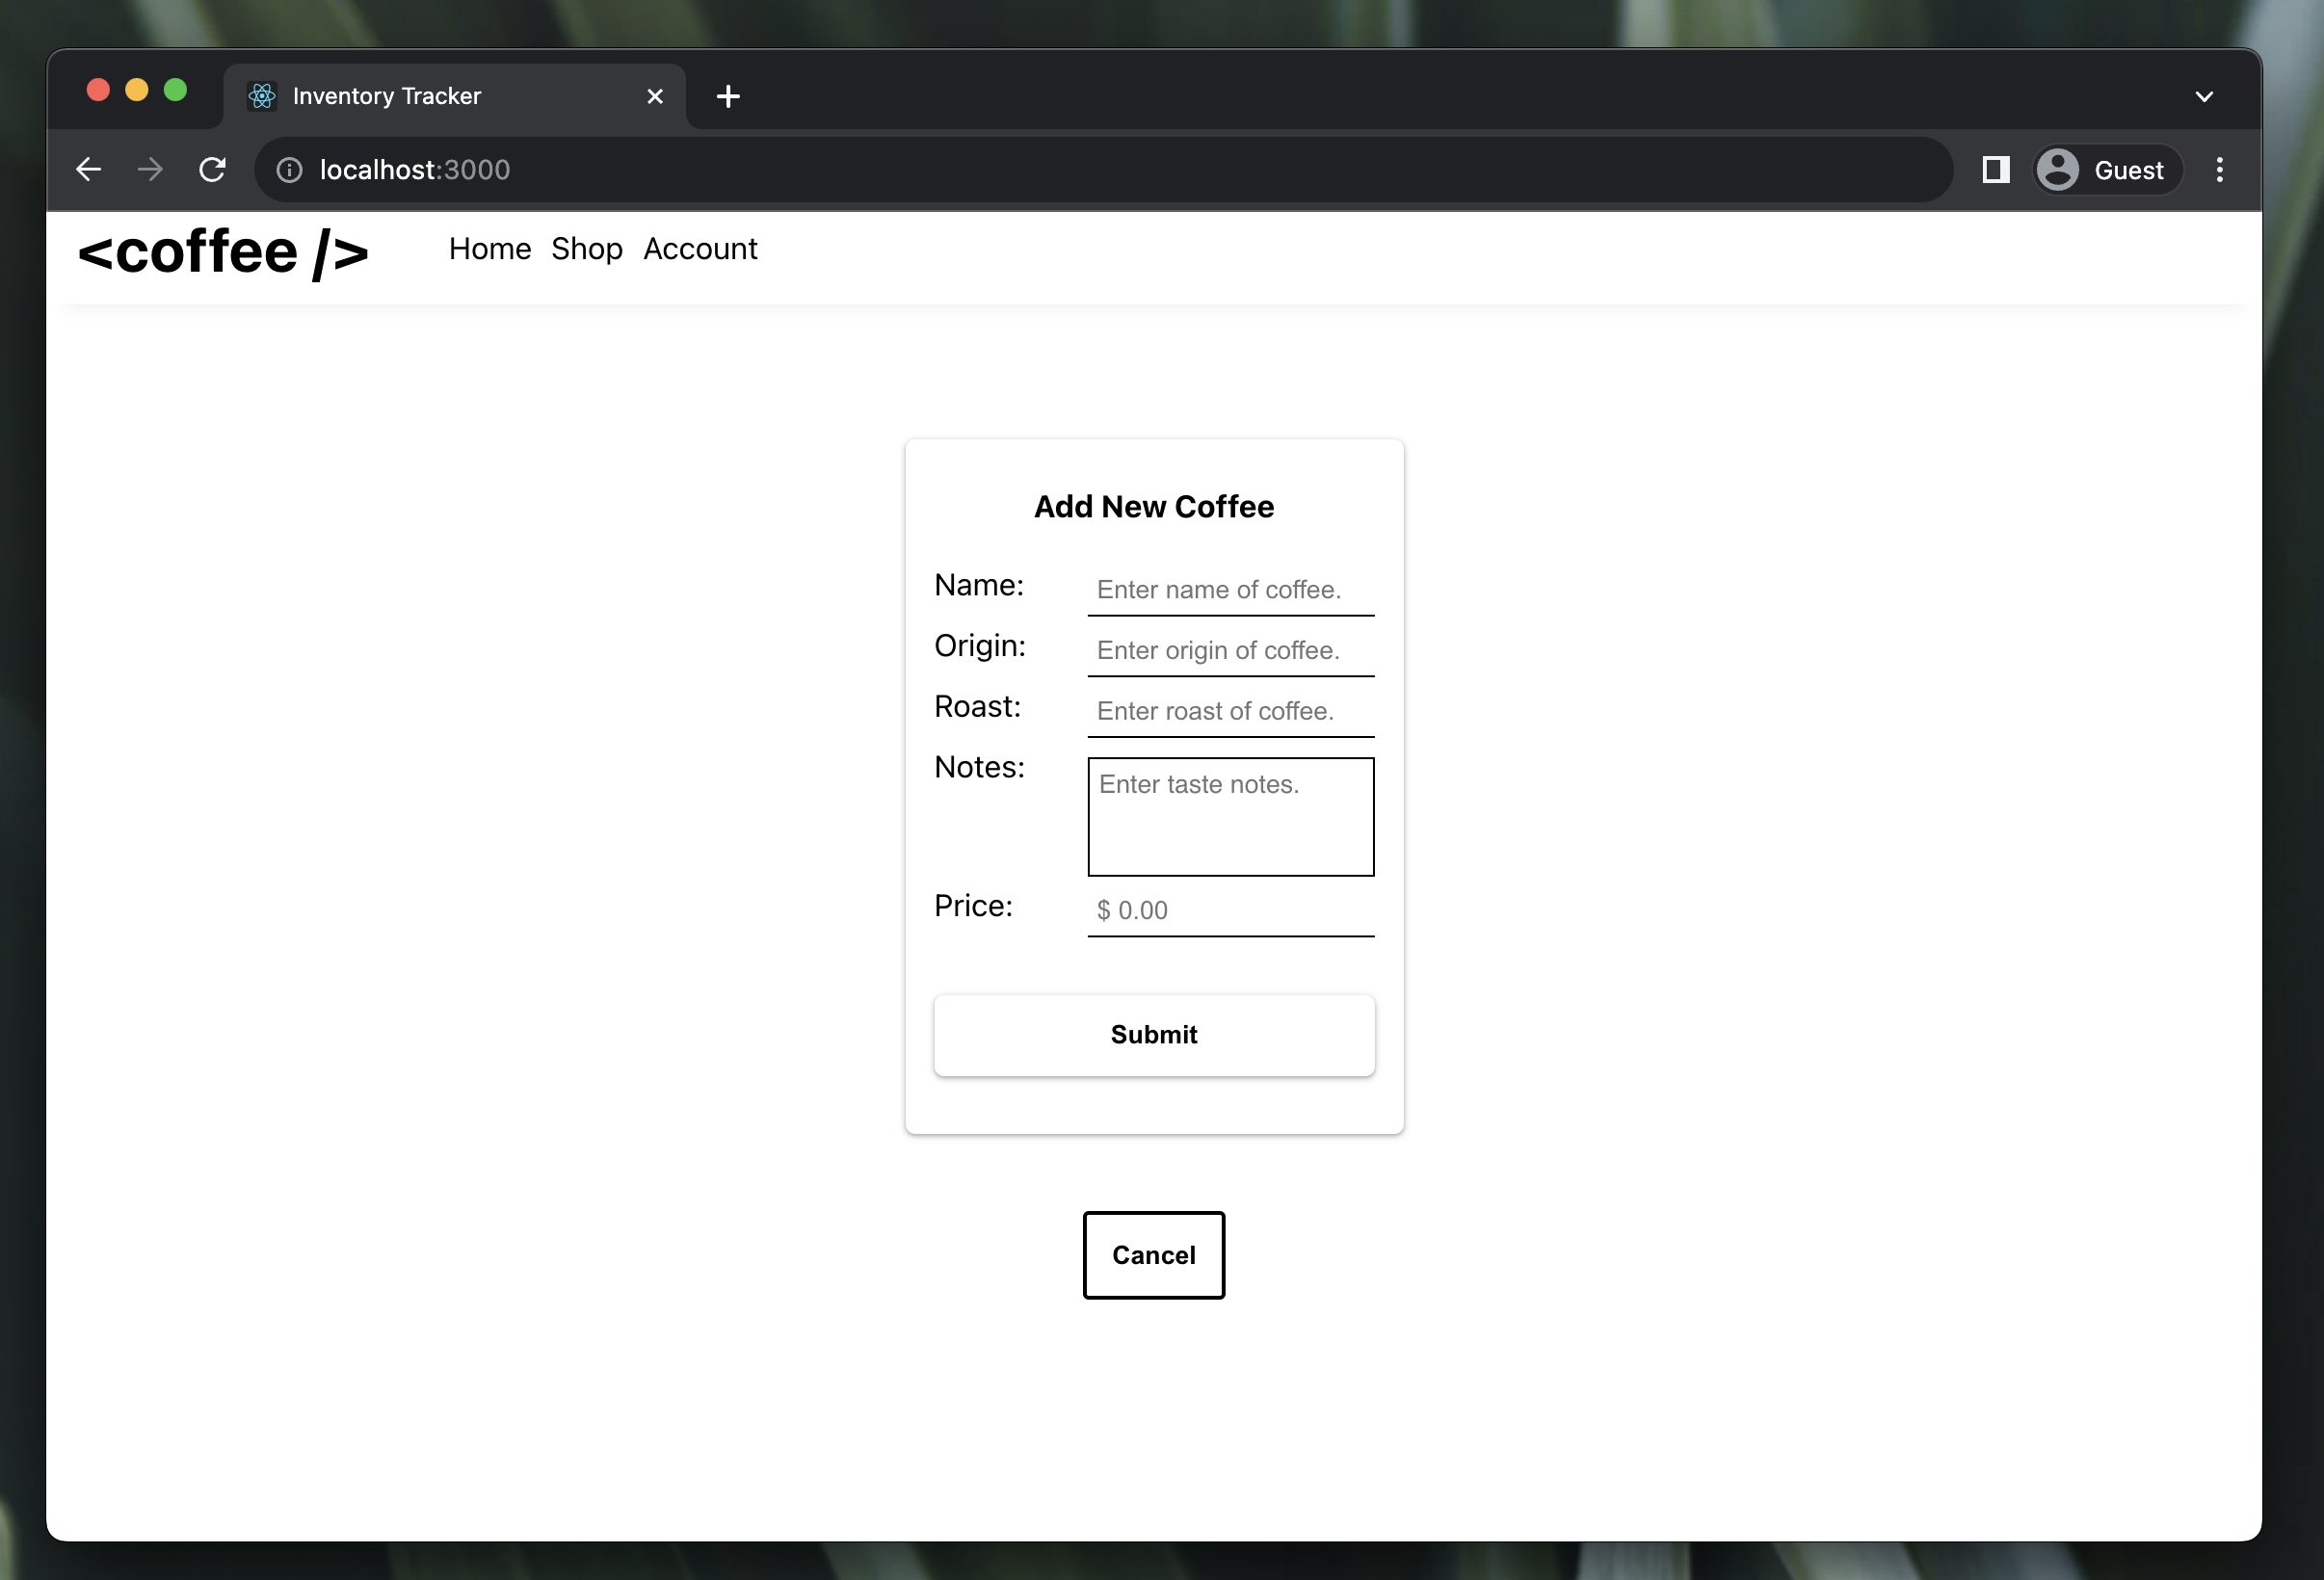 Inventory Tracker
localhost:3000
Guest
<coffee />
Home Shop Account
Add New Coffee
Name: Enter name of coffee.
Origin: Enter origin of coffee.
Roast: Enter roast of coffee.
Notes: Enter taste notes.
Price: $ 0.00
Submit
Cancel